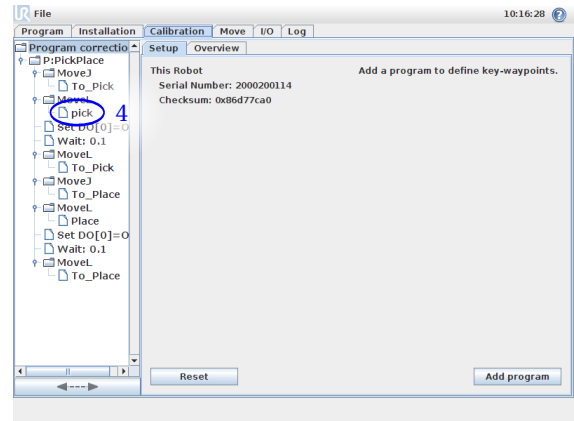 UR File 10:16:28 ?
Program Installation Calibration Move I/O Log
Program correctio
Setup Overview
P:PickPlace
MoveJ
To_Pick
MoveL
pick 4
Set DO[0]=O
Wait: 0.1
MoveL
To_Pick
MoveJ
To_Place
MoveL
Place
Set DO[0]=O
Wait: 0.1
MoveL
To_Place
This Robot
Serial Number: 2000200114
Checksum: 0x86d77ca0
Add a program to define key-waypoints.
Reset
Add program